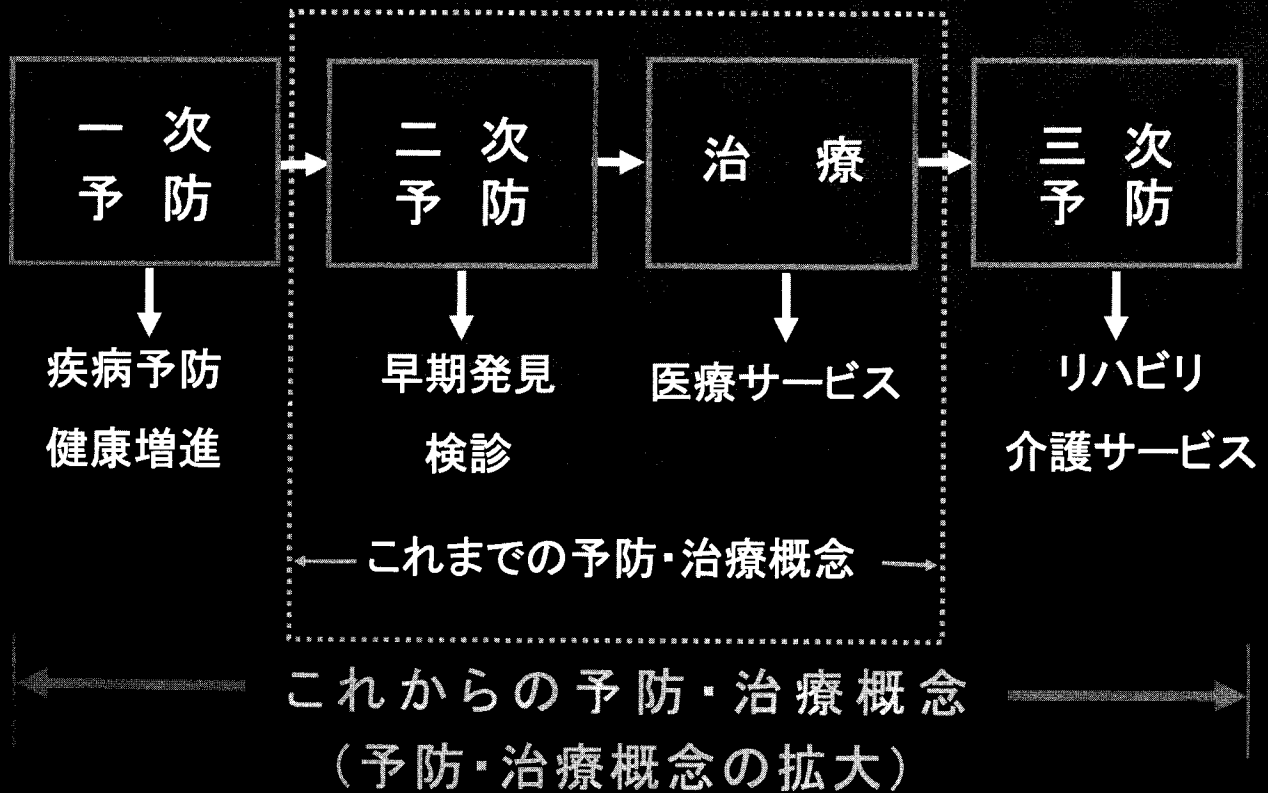 一次
予防
二次
予防
治療
三次
予防
疾病予防
健康増進
早期発見
検診
医療サービス
リハビリ
介護サービス
これまでの予防・治療概念
これからの予防・治療概念
(予防・治療概念の拡大)